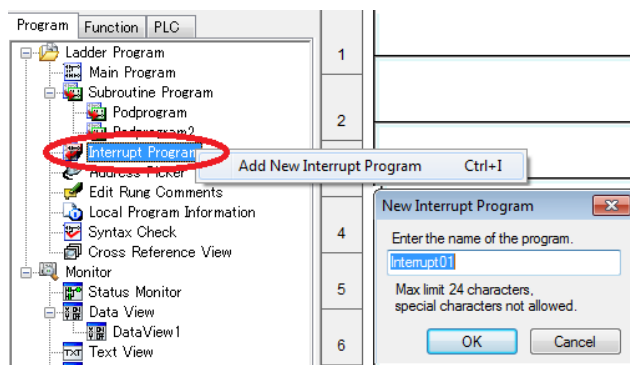 Program Function PLC
Ladder Program
Main Program
Subroutine Program
Podprogram
Podprogram2
Interrupt Program
Add New Interrupt Program Ctrl+I
Address Picker
Edit Rung Comments
Local Program Information
Syntax Check
Cross Reference View
Monitor
Status Monitor
Data View
DataView1
TXT Text View
1
2
4
5
6
New Interrupt Program
Enter the name of the program.
Interrupt01
Max limit 24 characters,
special characters not allowed.
OK Cancel